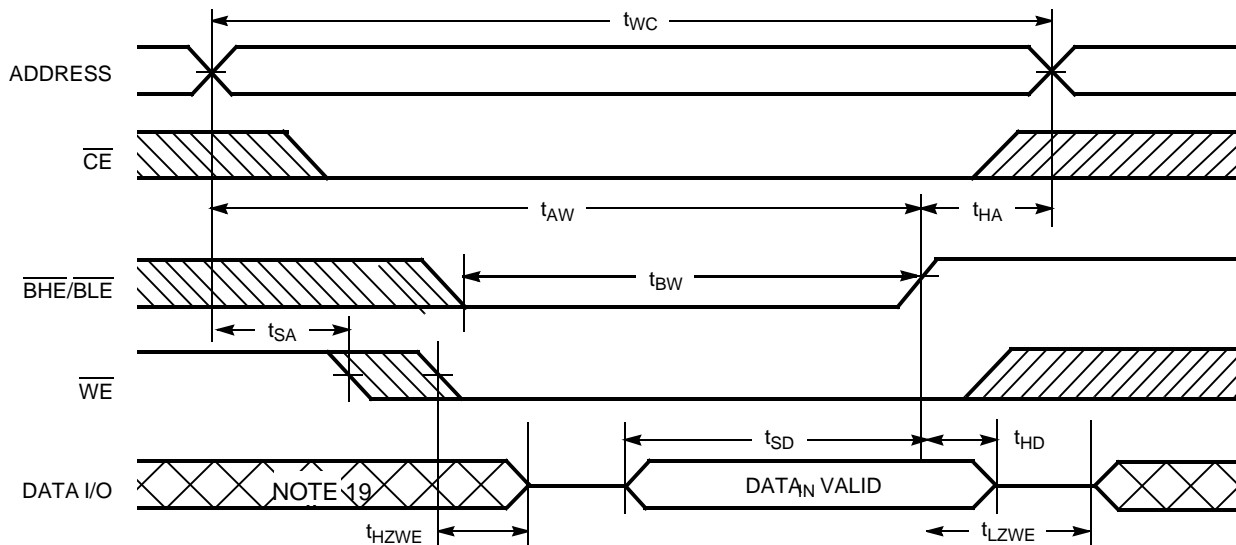 tWC
ADDRESS
CE
tAW
tHA
BHE/BLE
tBW
tSA
WE
tSD
tHD
DATA I/O
NOTE 19
DATAIN VALID
tHZWE
tLZWE